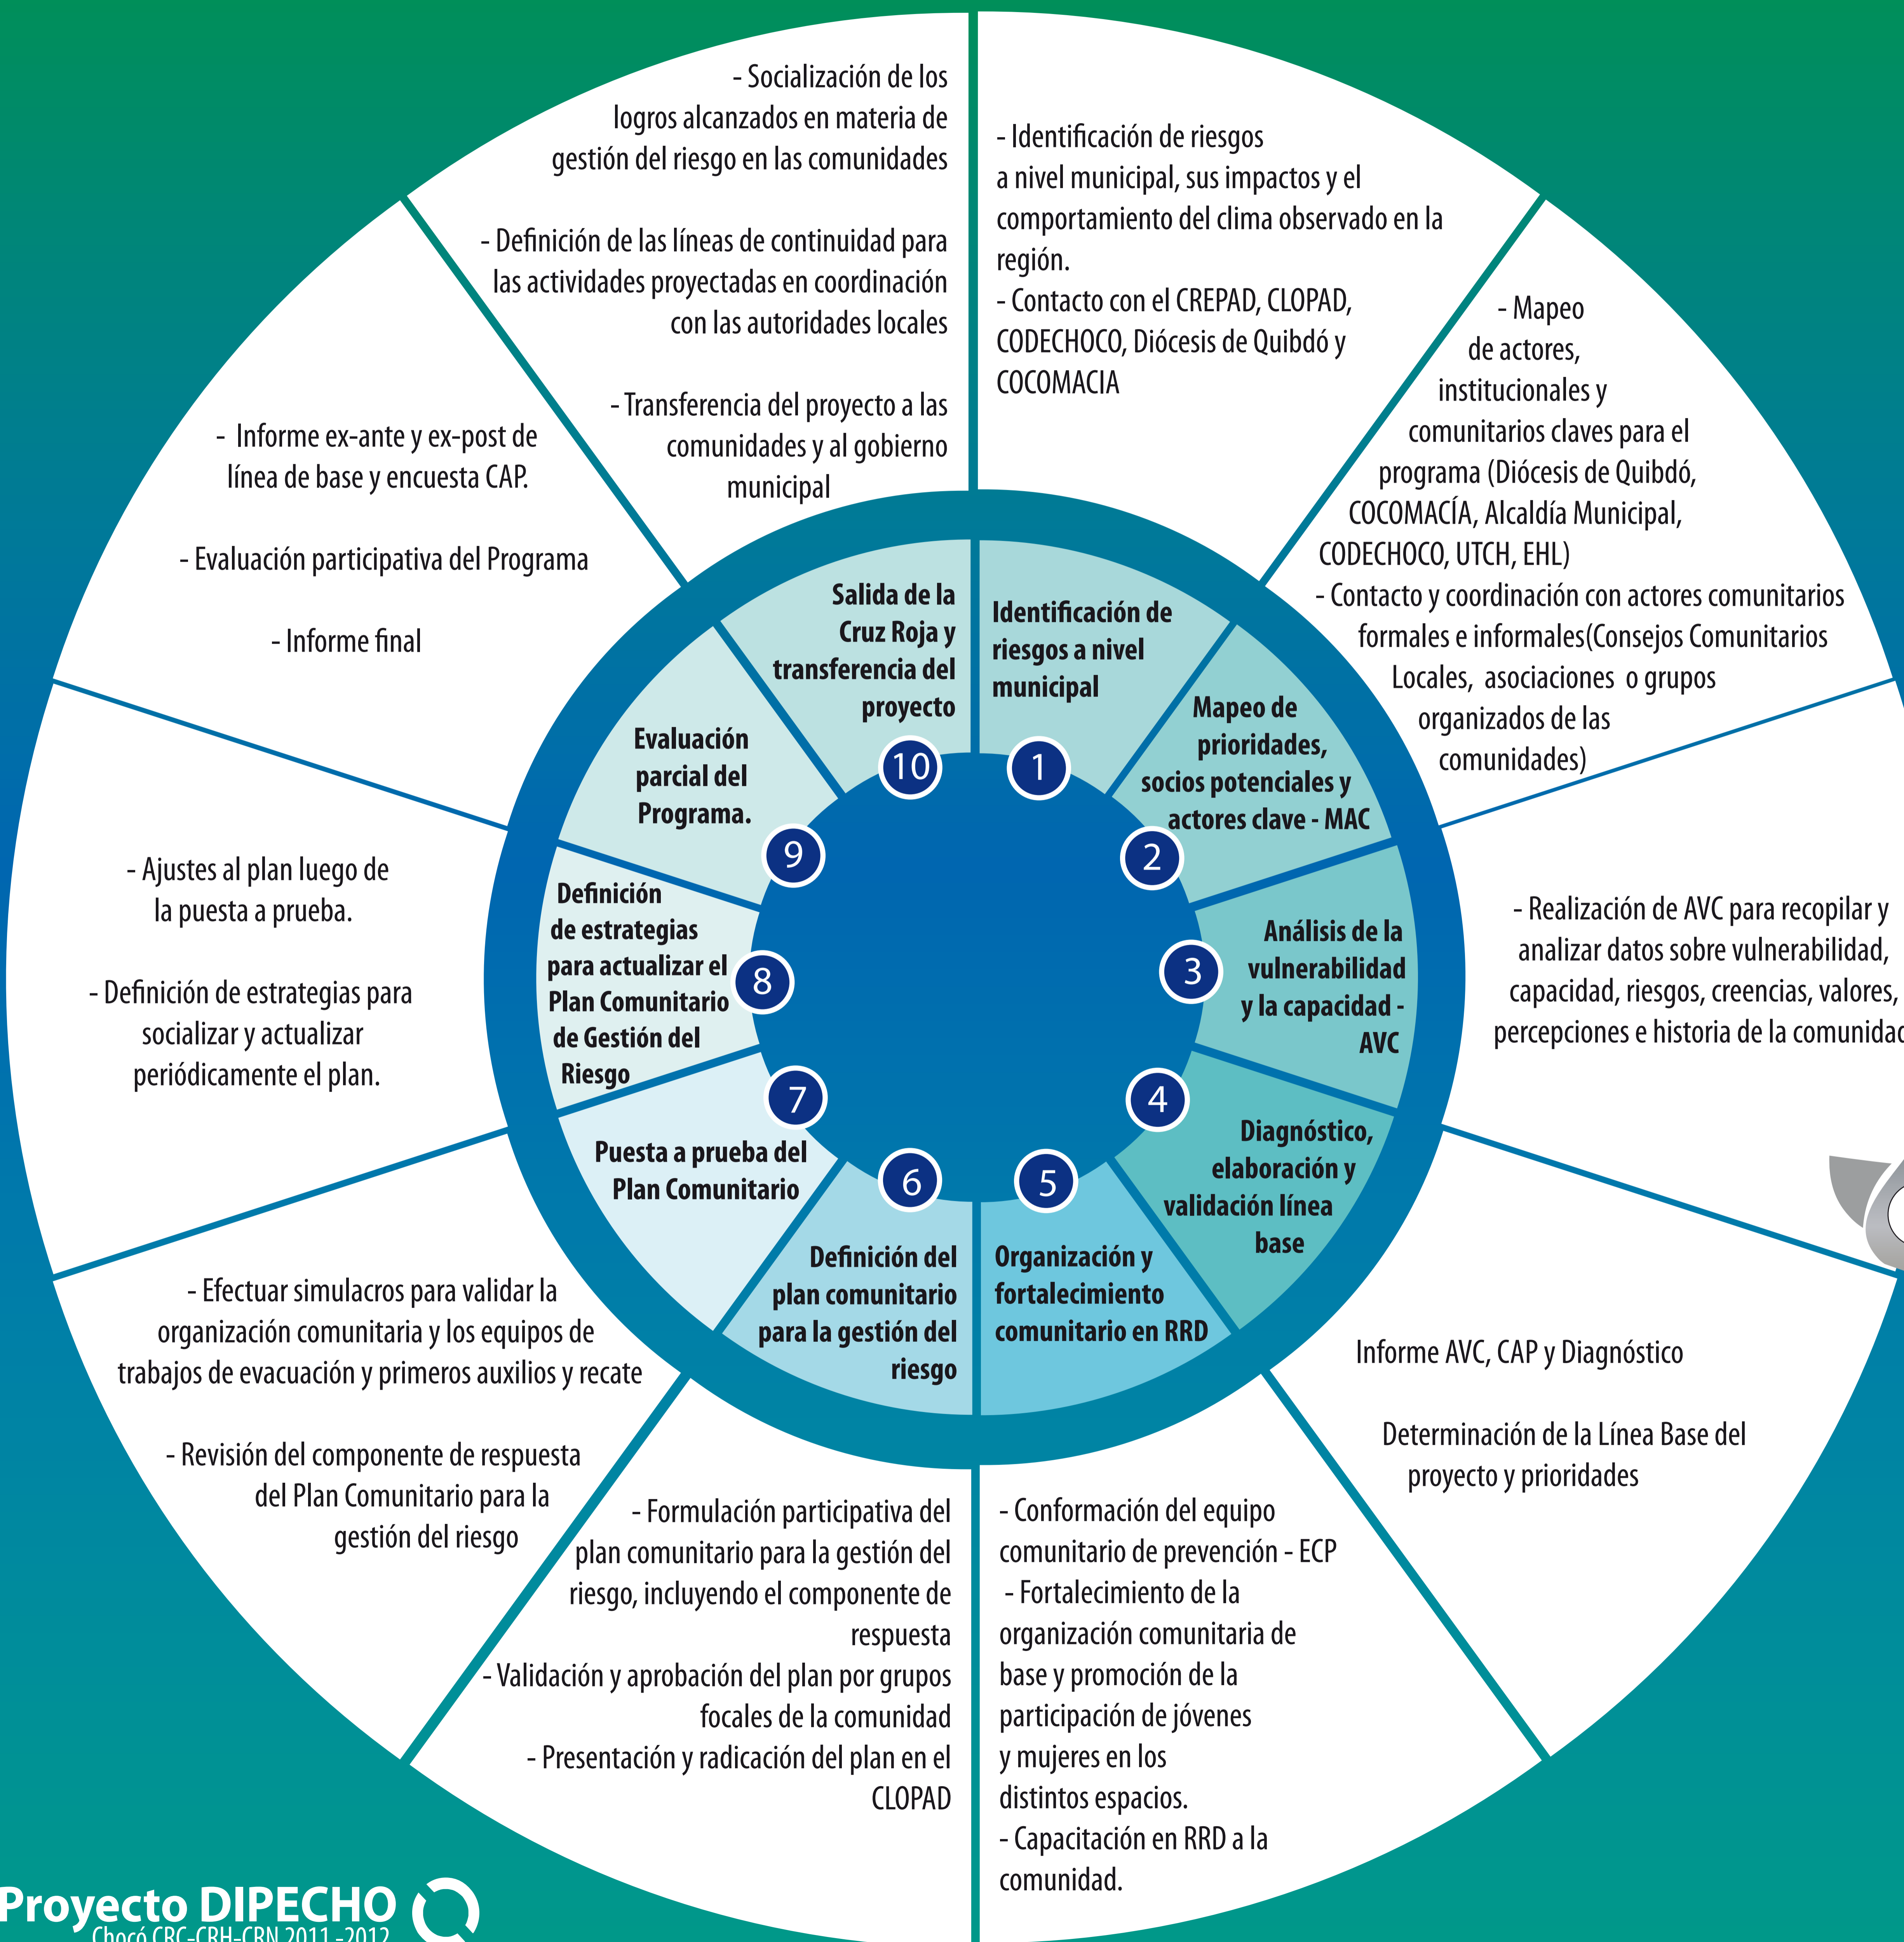 - Identificación de riesgos
a nivel municipal, sus impactos y el
comportamiento del clima observado en la
región.
- Contacto con el CREPAD, CLOPAD,
CODECHOCO, Diócesis de Quibdó y
COCOMACIA
- Mapeo
de actores,
institucionales y
comunitarios claves para el
programa (Diócesis de Quibdó,
COCOMACÍA, Alcaldía Municipal,
CODECHOCO, UTCH, EHL)
- Contacto y coordinación con actores comunitarios
formales e informales(Consejos Comunitarios
Locales, asociaciones o grupos
organizados de las
comunidades)
- Realización de AVC para recopilar y
analizar datos sobre vulnerabilidad,
capacidad, riesgos, creencias, valores,
percepciones e historia de la comunidad
Informe AVC, CAP y Diagnóstico
Determinación de la Línea Base del
proyecto y prioridades
- Conformación del equipo
comunitario de prevención - ECP
- Fortalecimiento de la
organización comunitaria de
base y promoción de la
participación de jóvenes
y mujeres en los
distintos espacios.
- Capacitación en RRD a la
comunidad.
- Formulación participativa del
plan comunitario para la gestión del
riesgo, incluyendo el componente de
respuesta
- Validación y aprobación del plan por grupos
focales de la comunidad
- Presentación y radicación del plan en el
CLOPAD
- Efectuar simulacros para validar la
organización comunitaria y los equipos de
trabajos de evacuación y primeros auxilios y recate
- Revisión del componente de respuesta
del Plan Comunitario para la
gestión del riesgo
- Ajustes al plan luego de
la puesta a prueba.
- Definición de estrategias para
socializar y actualizar
periódicamente el plan.
- Informe ex-ante y ex-post de
línea de base y encuesta CAP.
- Evaluación participativa del Programa
- Informe final
- Socialización de los
logros alcanzados en materia de
gestión del riesgo en las comunidades
- Definición de las líneas de continuidad para
las actividades proyectadas en coordinación
con las autoridades locales
- Transferencia del proyecto a las
comunidades y al gobierno
municipal
Identificación de
riesgos a nivel
municipal
1
Mapeo de
prioridades,
socios potenciales y
actores clave - MAC
2
Análisis de la
vulnerabilidad
y la capacidad -
AVC
3
Diagnóstico,
elaboración y
validación línea
base
4
Organización y
fortalecimiento
comunitario en RRD
5
Definición del
plan comunitario
para la gestión del
riesgo
6
Puesta a prueba del
Plan Comunitario
7
Definición
de estrategias
para actualizar el
Plan Comunitario
de Gestión del
Riesgo
8
Evaluación
parcial del
Programa.
9
Salida de la
Cruz Roja y
transferencia del
proyecto
10
Proyecto DIPECHO
Chocó CRC-CRH-CRN 2011 -2012